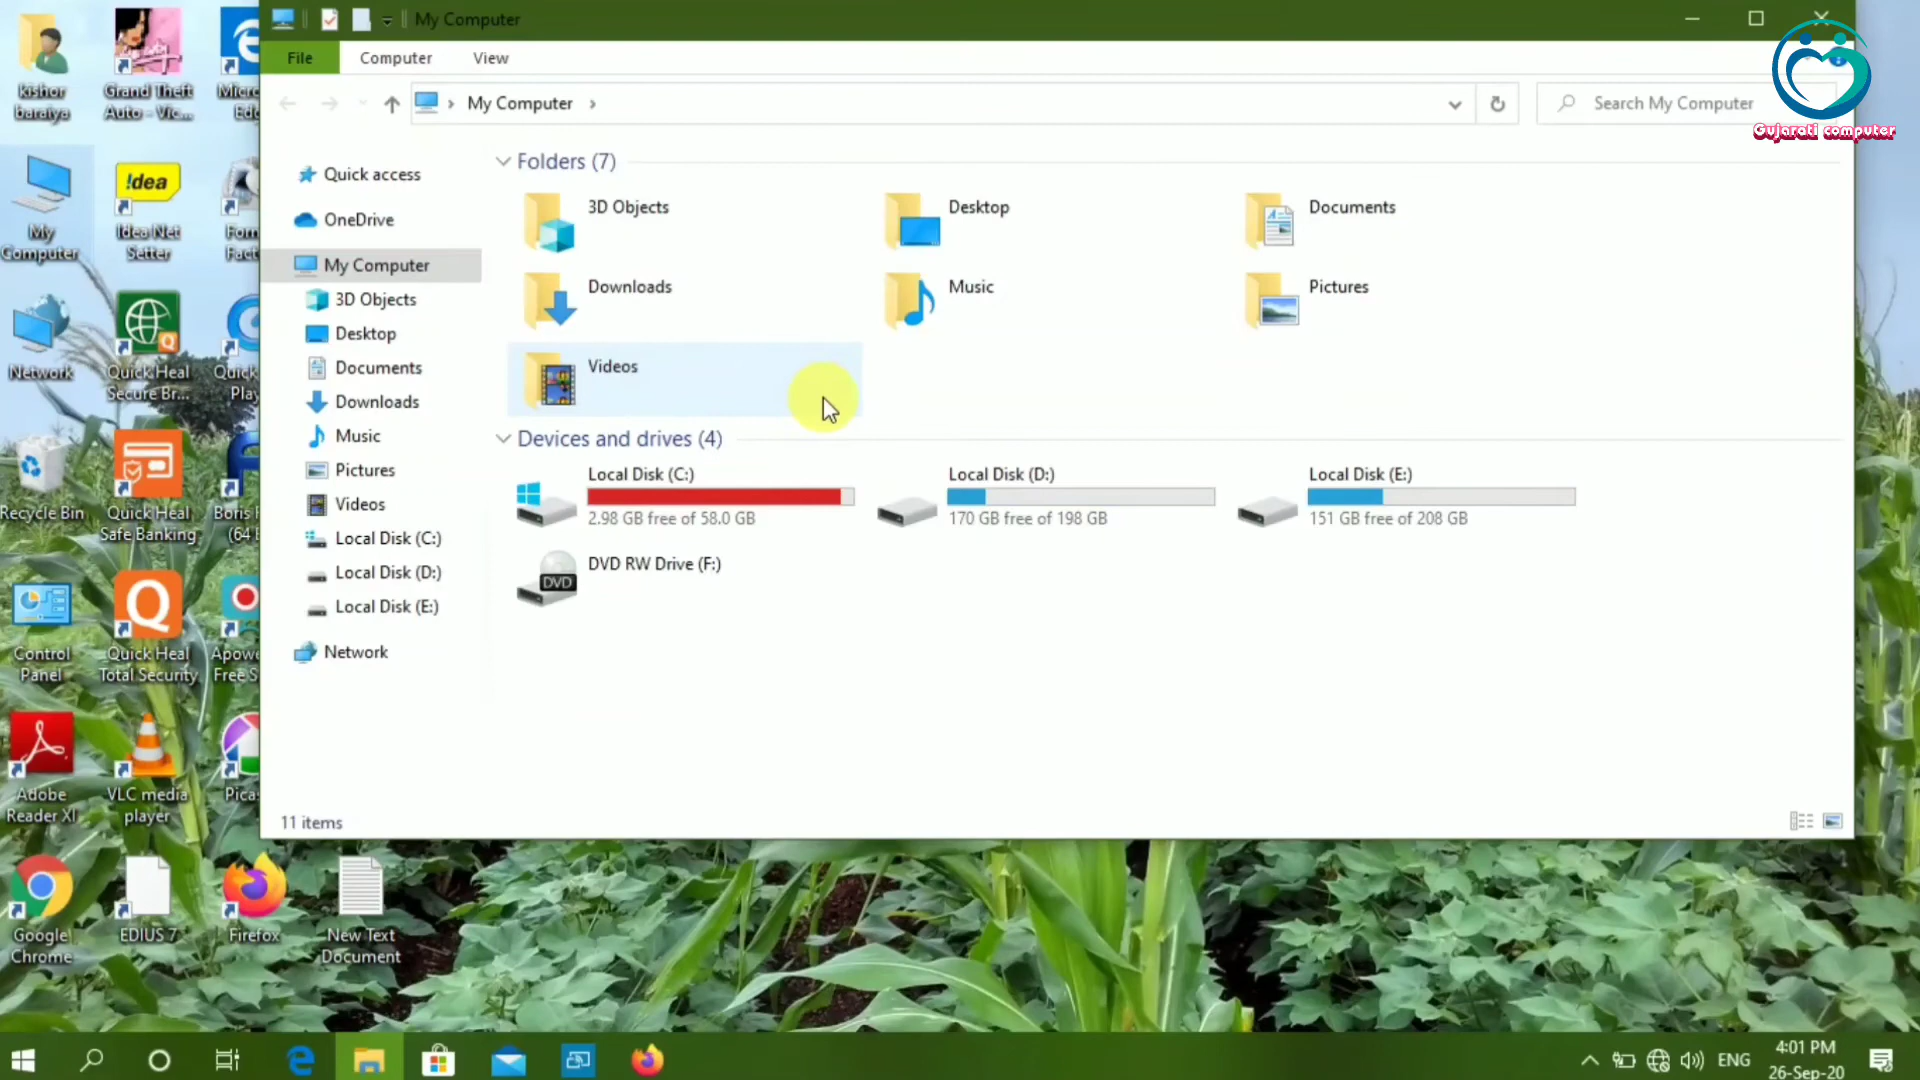 My Computer
File
Computer
View
My Computer
Search My Computer
Gujarati computer
Quick access
OneDrive
My Computer
3D Objects
Desktop
Documents
Downloads
Music
Pictures
Videos
Local Disk (C:)
Local Disk (D:)
Local Disk (E:)
Network
Folders (7)
3D Objects
Desktop
Documents
Downloads
Music
Pictures
Videos
Devices and drives (4)
Local Disk (C:)
2.98 GB free of 58.0 GB
Local Disk (D:)
170 GB free of 198 GB
Local Disk (E:)
151 GB free of 208 GB
DVD
DVD RW Drive (F:)
11 items
kishor
baraiya
Grand Theft
Auto - Vic...
Micro
Ed
My
Computer
!dea
Idea Net
Setter
Form
Fact
Network
Quick Heal
Secure Br...
Quick
Play
Recycle Bin
Quick Heal
Safe Banking
Boris
(64
Control
Panel
Quick Heal
Total Security
Apowe
Free S
Adobe
Reader XI
VLC media
player
Pica
Google
Chrome
EDIUS 7
Firefox
New Text
Document
ENG
4:01 PM
26-Sep-20